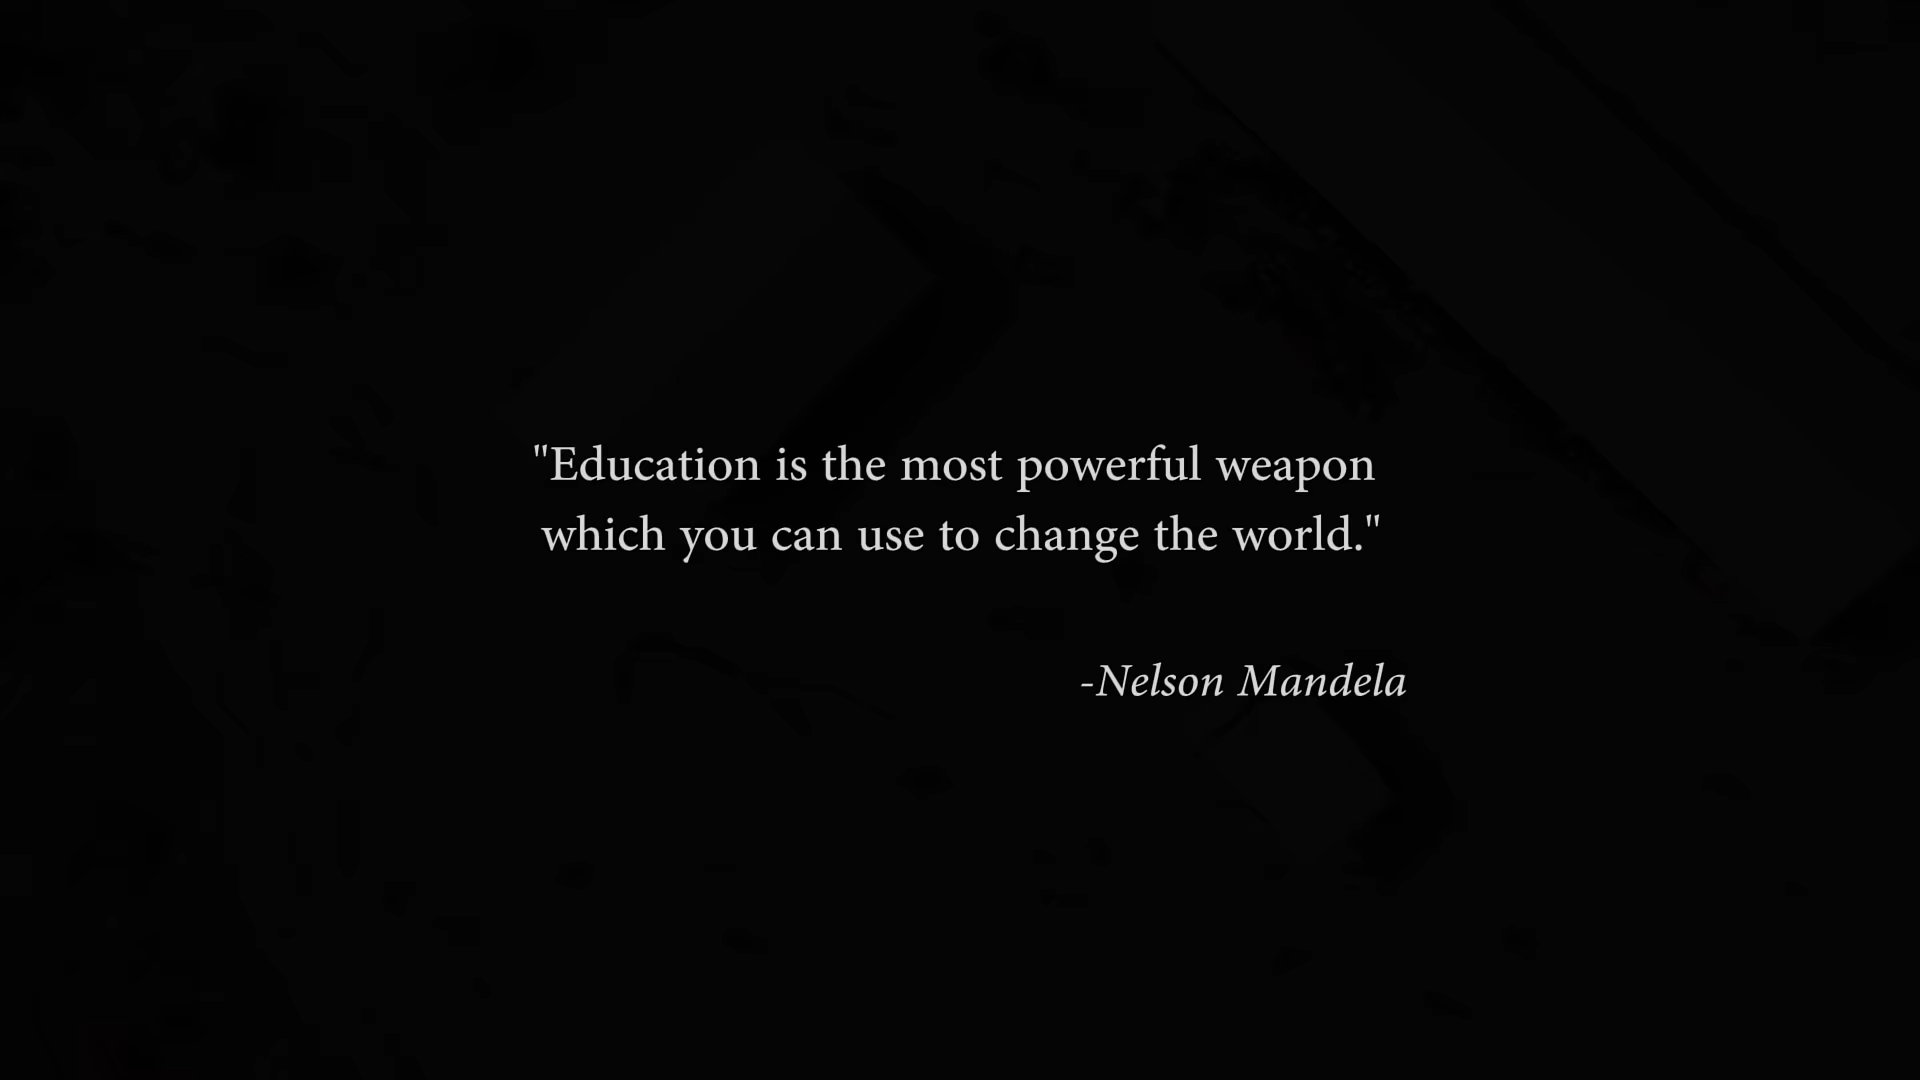 "Education is the most powerful weapon
which you can use to change the world."
-Nelson Mandela